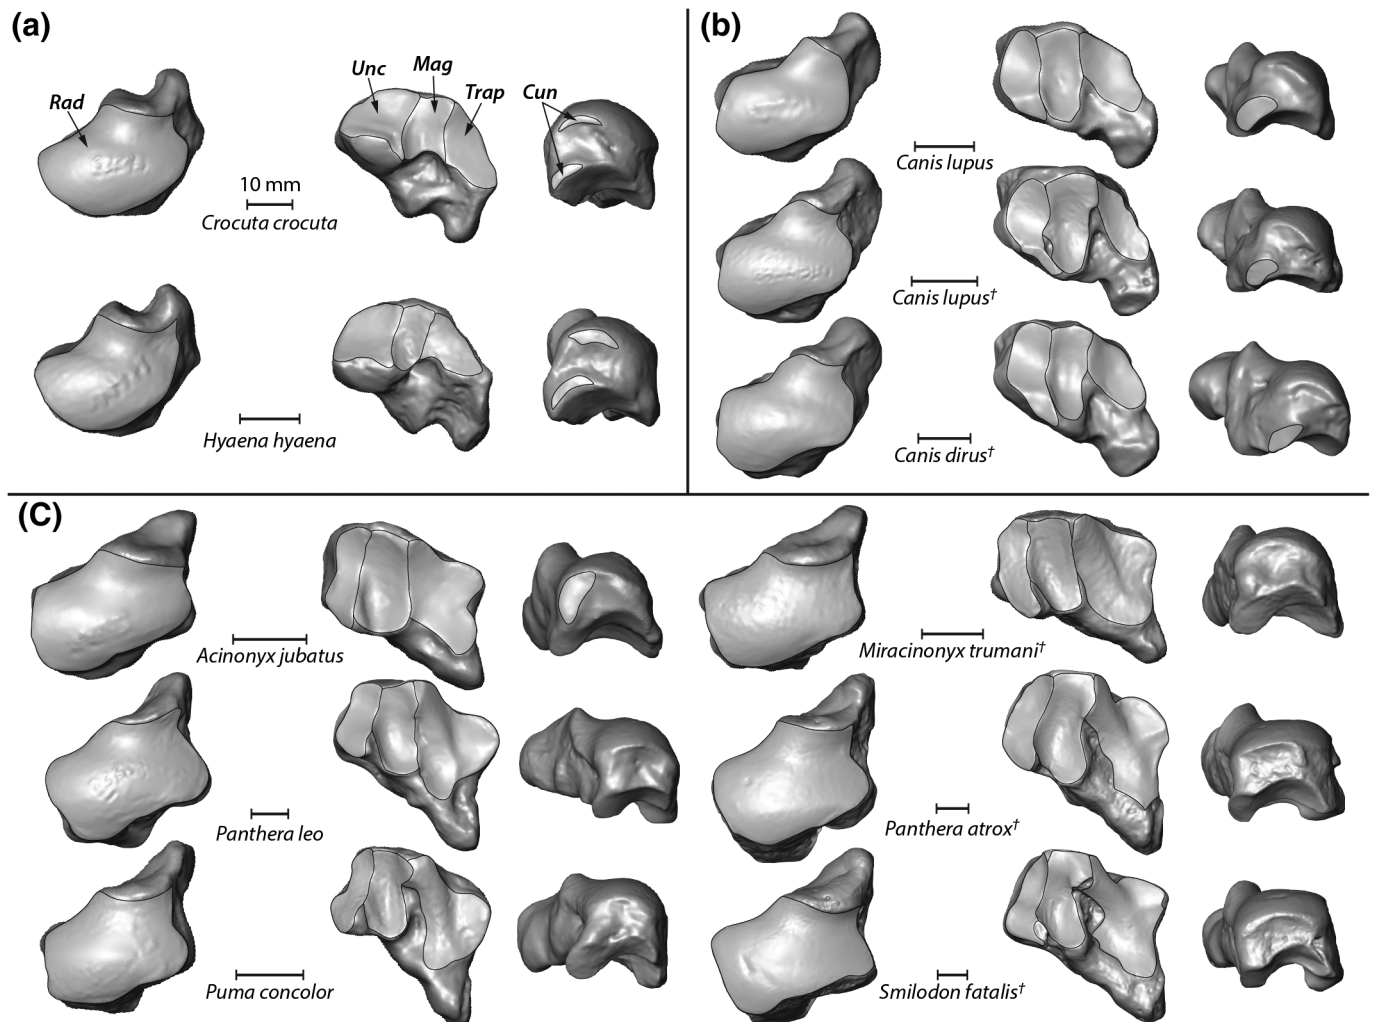 (a)
Rad
Unc
Mag
Trap
Cun
10 mm
Crocuta crocuta
Hyaena hyaena
(b)
Canis lupus
Canis lupus†
Canis dirus†
(C)
Acinonyx jubatus
Panthera leo
Puma concolor
Miracinonyx trumani†
Panthera atrox†
Smilodon fatalis†